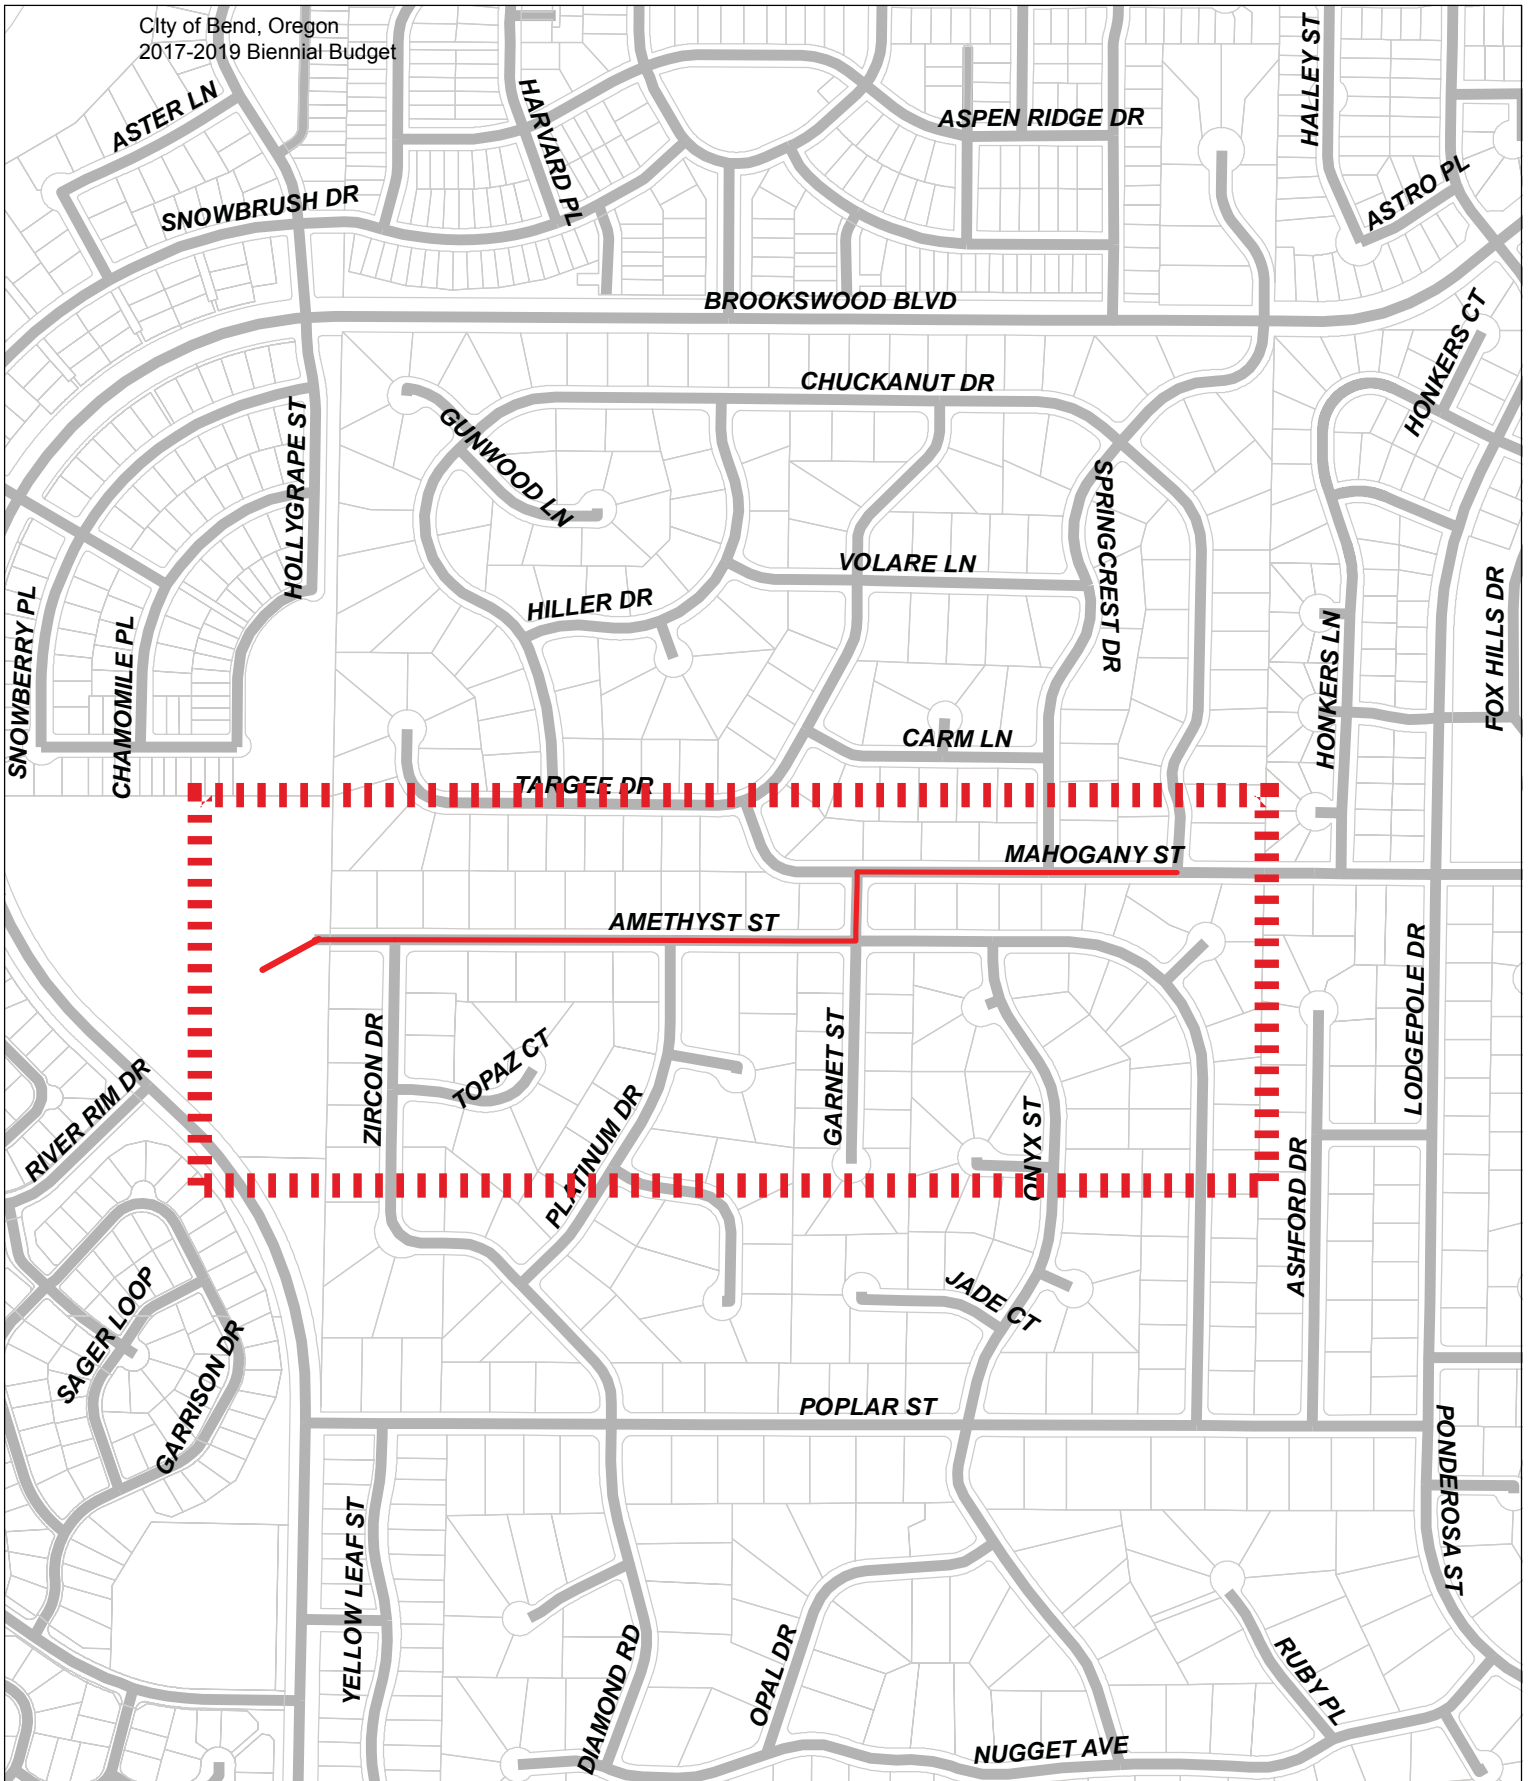 CIty of Bend, Oregon
2017-2019 Biennial Budget
ASTER LN
HARVARD PL
ASPEN RIDGE DR
HALLEY ST
ASTRO PL
SNOWBRUSH DR
BROOKSWOOD BLVD
HONKERS CT
CHUCKANUT DR
GUNWOOD LN
HOLLYGRAPE ST
SPRINGCREST DR
VOLARE LN
HILLER DR
SNOWBERRY PL
CHAMOMILE PL
HONKERS LN
FOX HILLS DR
CARM LN
TARGEE DR
MAHOGANY ST
AMETHYST ST
LODGEPOLE DR
ZIRCON DR
TOPAZ CT
GARNET ST
PLATINUM DR
ONYX ST
RIVER RIM DR
ASHFORD DR
SAGER LOOP
JADE CT
GARRISON DR
POPLAR ST
PONDEROSA ST
YELLOW LEAF ST
DIAMOND RD
OPAL DR
RUBY PL
NUGGET AVE